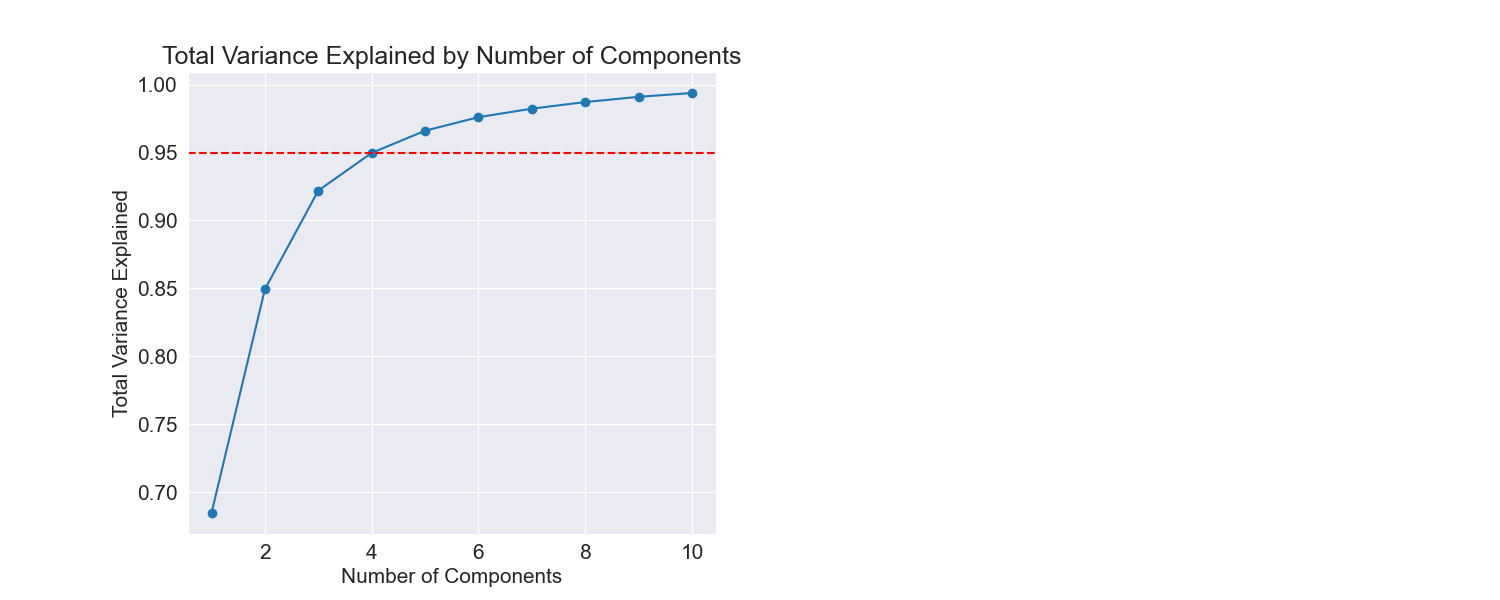 Total Variance Explained by Number of Components
1.00
0.95
0.90
0.85
0.80
0.75
0.70
Total Variance Explained
2 4 6 8 10
Number of Components